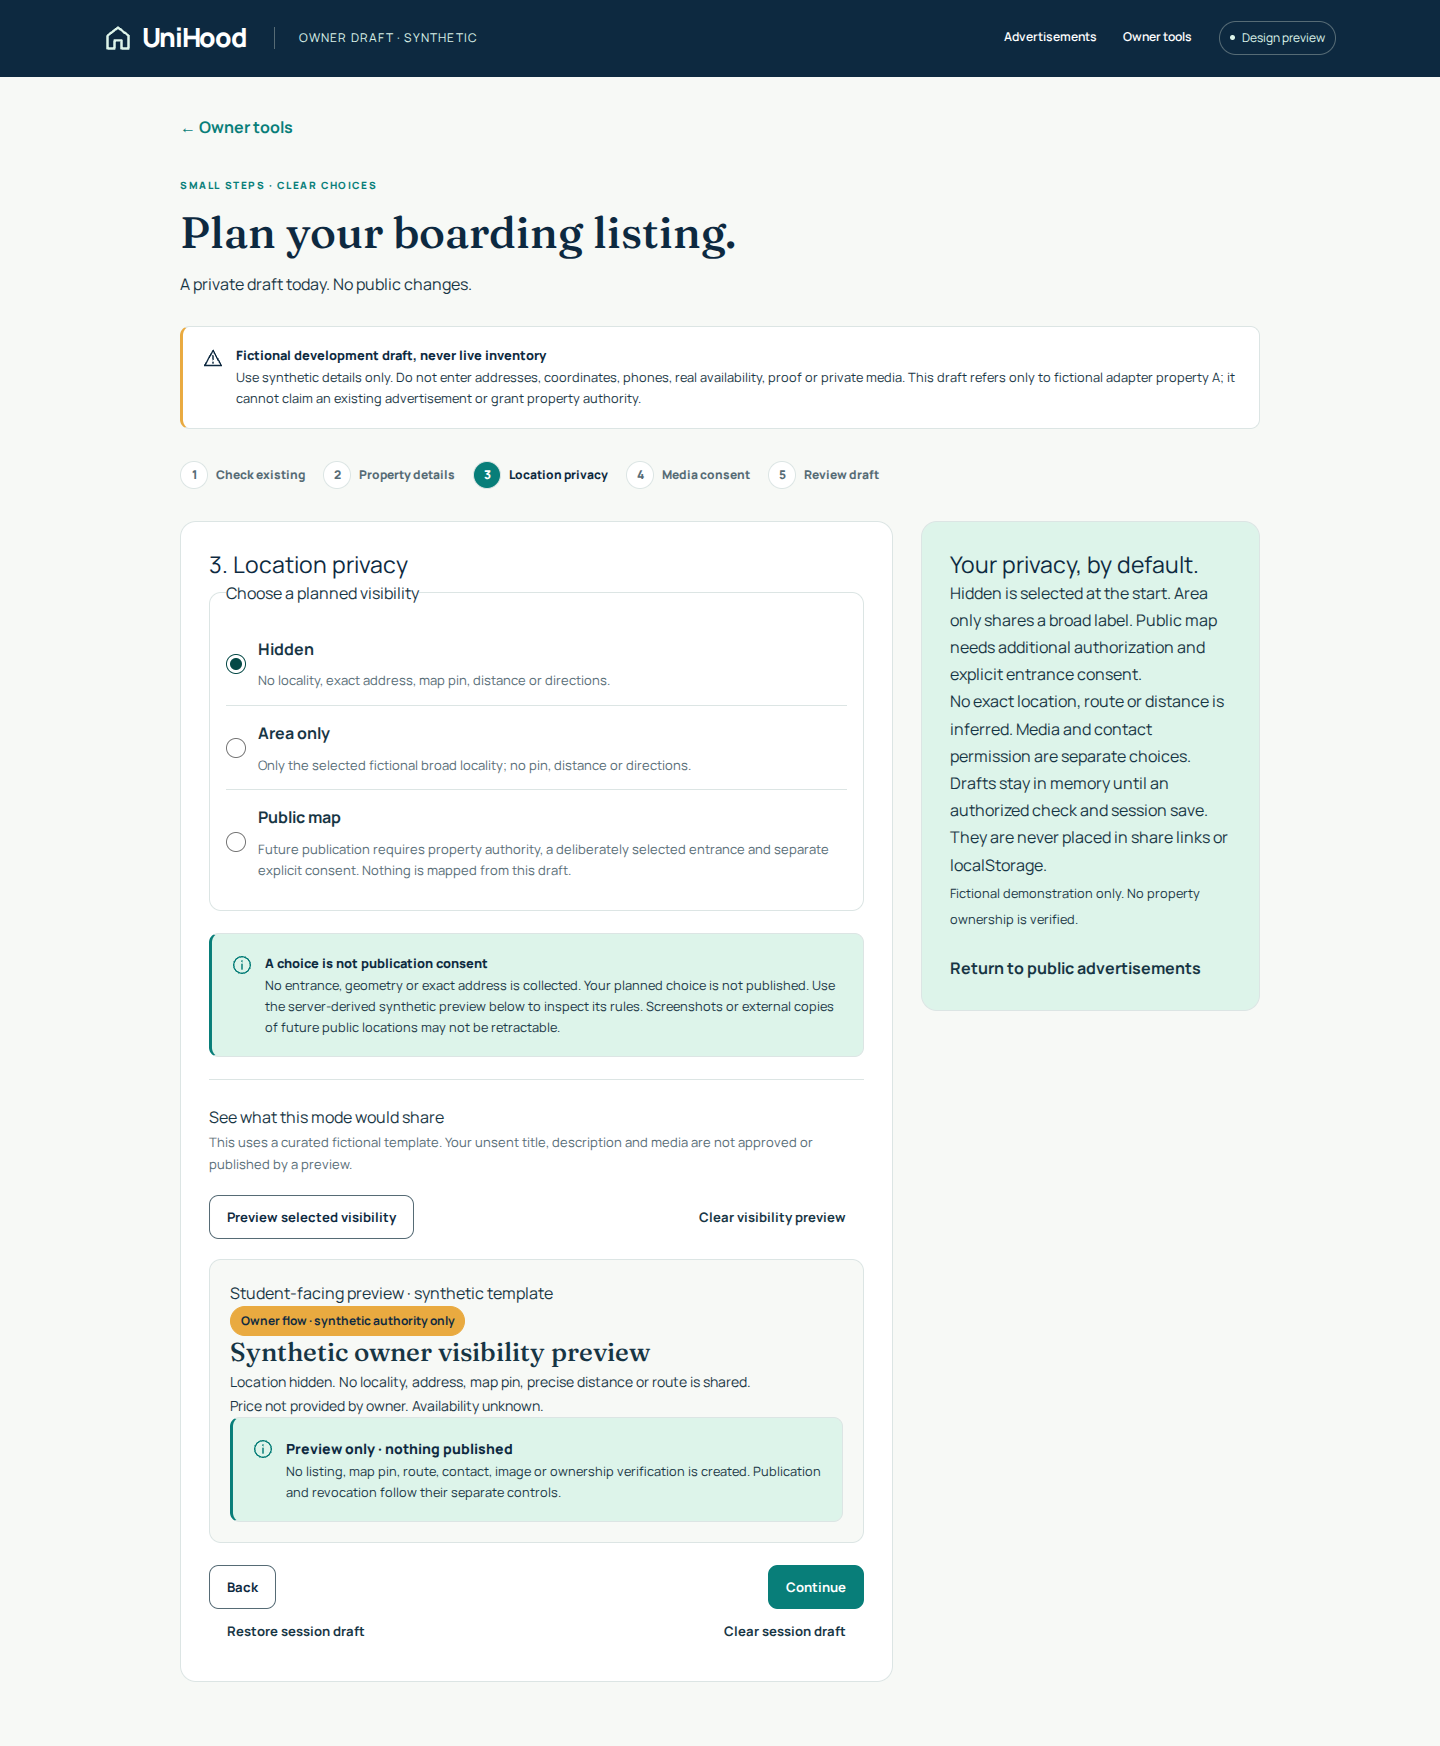 UniHood
OWNER DRAFT · SYNTHETIC
Advertisements
Owner tools
Design preview
← Owner tools
SMALL STEPS · CLEAR CHOICES
Plan your boarding listing.
A private draft today. No public changes.
Fictional development draft, never live inventory
Use synthetic details only. Do not enter addresses, coordinates, phones, real availability, proof or private media. This draft refers only to fictional adapter property A; it
cannot claim an existing advertisement or grant property authority.
1 Check existing
2 Property details
3 Location privacy
4 Media consent
5 Review draft
3. Location privacy
Choose a planned visibility
Hidden
No locality, exact address, map pin, distance or directions.
Area only
Only the selected fictional broad locality; no pin, distance or directions.
Public map
Future publication requires property authority, a deliberately selected entrance and separate
explicit consent. Nothing is mapped from this draft.
A choice is not publication consent
No entrance, geometry or exact address is collected. Your planned choice is not published. Use
the server-derived synthetic preview below to inspect its rules. Screenshots or external copies
of future public locations may not be retractable.
See what this mode would share
This uses a curated fictional template. Your unsent title, description and media are not approved or
published by a preview.
Preview selected visibility
Clear visibility preview
Student-facing preview · synthetic template
Owner flow · synthetic authority only
Synthetic owner visibility preview
Location hidden. No locality, address, map pin, precise distance or route is shared.
Price not provided by owner. Availability unknown.
Preview only · nothing published
No listing, map pin, route, contact, image or ownership verification is created. Publication
and revocation follow their separate controls.
Back
Continue
Restore session draft
Clear session draft
Your privacy, by default.
Hidden is selected at the start. Area
only shares a broad label. Public map
needs additional authorization and
explicit entrance consent.
No exact location, route or distance is
inferred. Media and contact
permission are separate choices.
Drafts stay in memory until an
authorized check and session save.
They are never placed in share links or
localStorage.
Fictional demonstration only. No property
ownership is verified.
Return to public advertisements